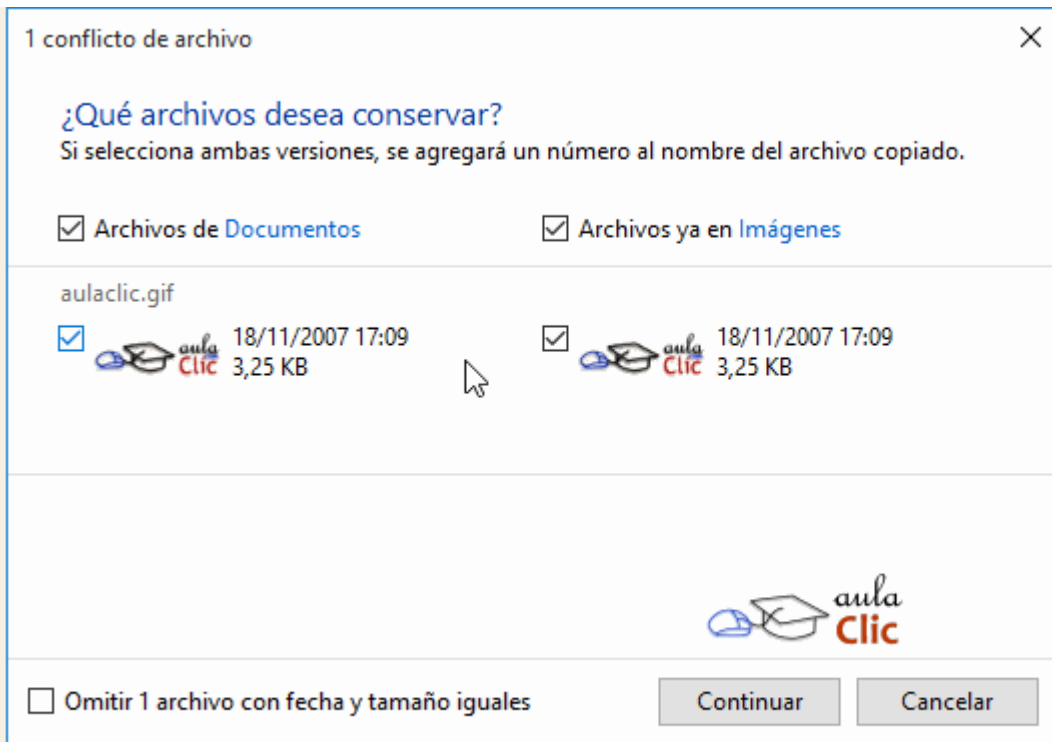 1 conflicto de archivo
¿Qué archivos desea conservar?
Si selecciona ambas versiones, se agregará un número al nombre del archivo copiado.
Archivos de Documentos
Archivos ya en Imágenes
aulaclic.gif
aula
Clic
18/11/2007 17:09
3,25 KB
aula
Clic
18/11/2007 17:09
3,25 KB
aula
Clic
Omitir 1 archivo con fecha y tamaño iguales
Continuar
Cancelar